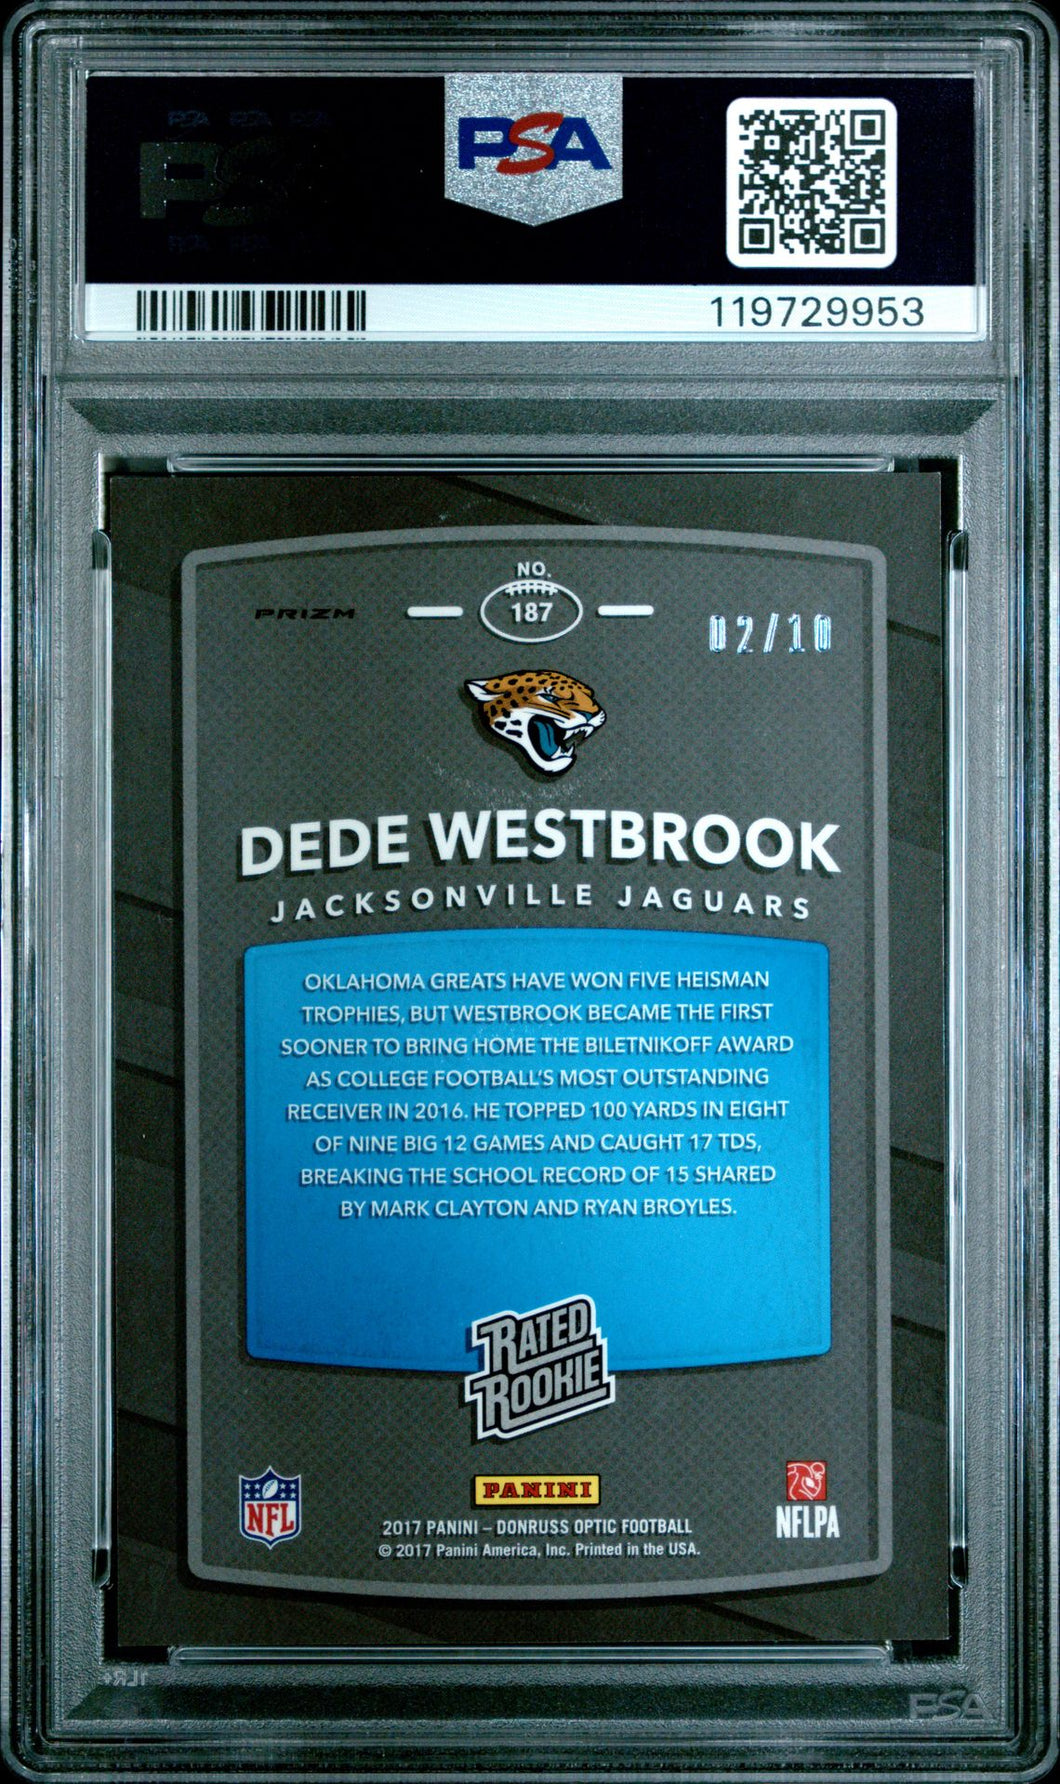 PSA
119729953
NO.
PRIZM
187
02/10
DEDE WESTBROOK
JACKSONVILLE JAGUARS
OKLAHOMA GREATS HAVE WON FIVE HEISMAN
TROPHIES, BUT WESTBROOK BECAME THE FIRST
SOONER TO BRING HOME THE BILETNIKOFF AWARD
AS COLLEGE FOOTBALL'S MOST OUTSTANDING
RECEIVER IN 2016. HE TOPPED 100 YARDS IN EIGHT
OF NINE BIG 12 GAMES AND CAUGHT 17 TDS,
BREAKING THE SCHOOL RECORD OF 15 SHARED
BY MARK CLAYTON AND RYAN BROYLES.
RATED
ROOKIE
NFL
PANINI
NFLPA
2017 PANINI – DONRUSS OPTIC FOOTBALL
© 2017 Panini America, Inc. Printed in the USA.
PSA